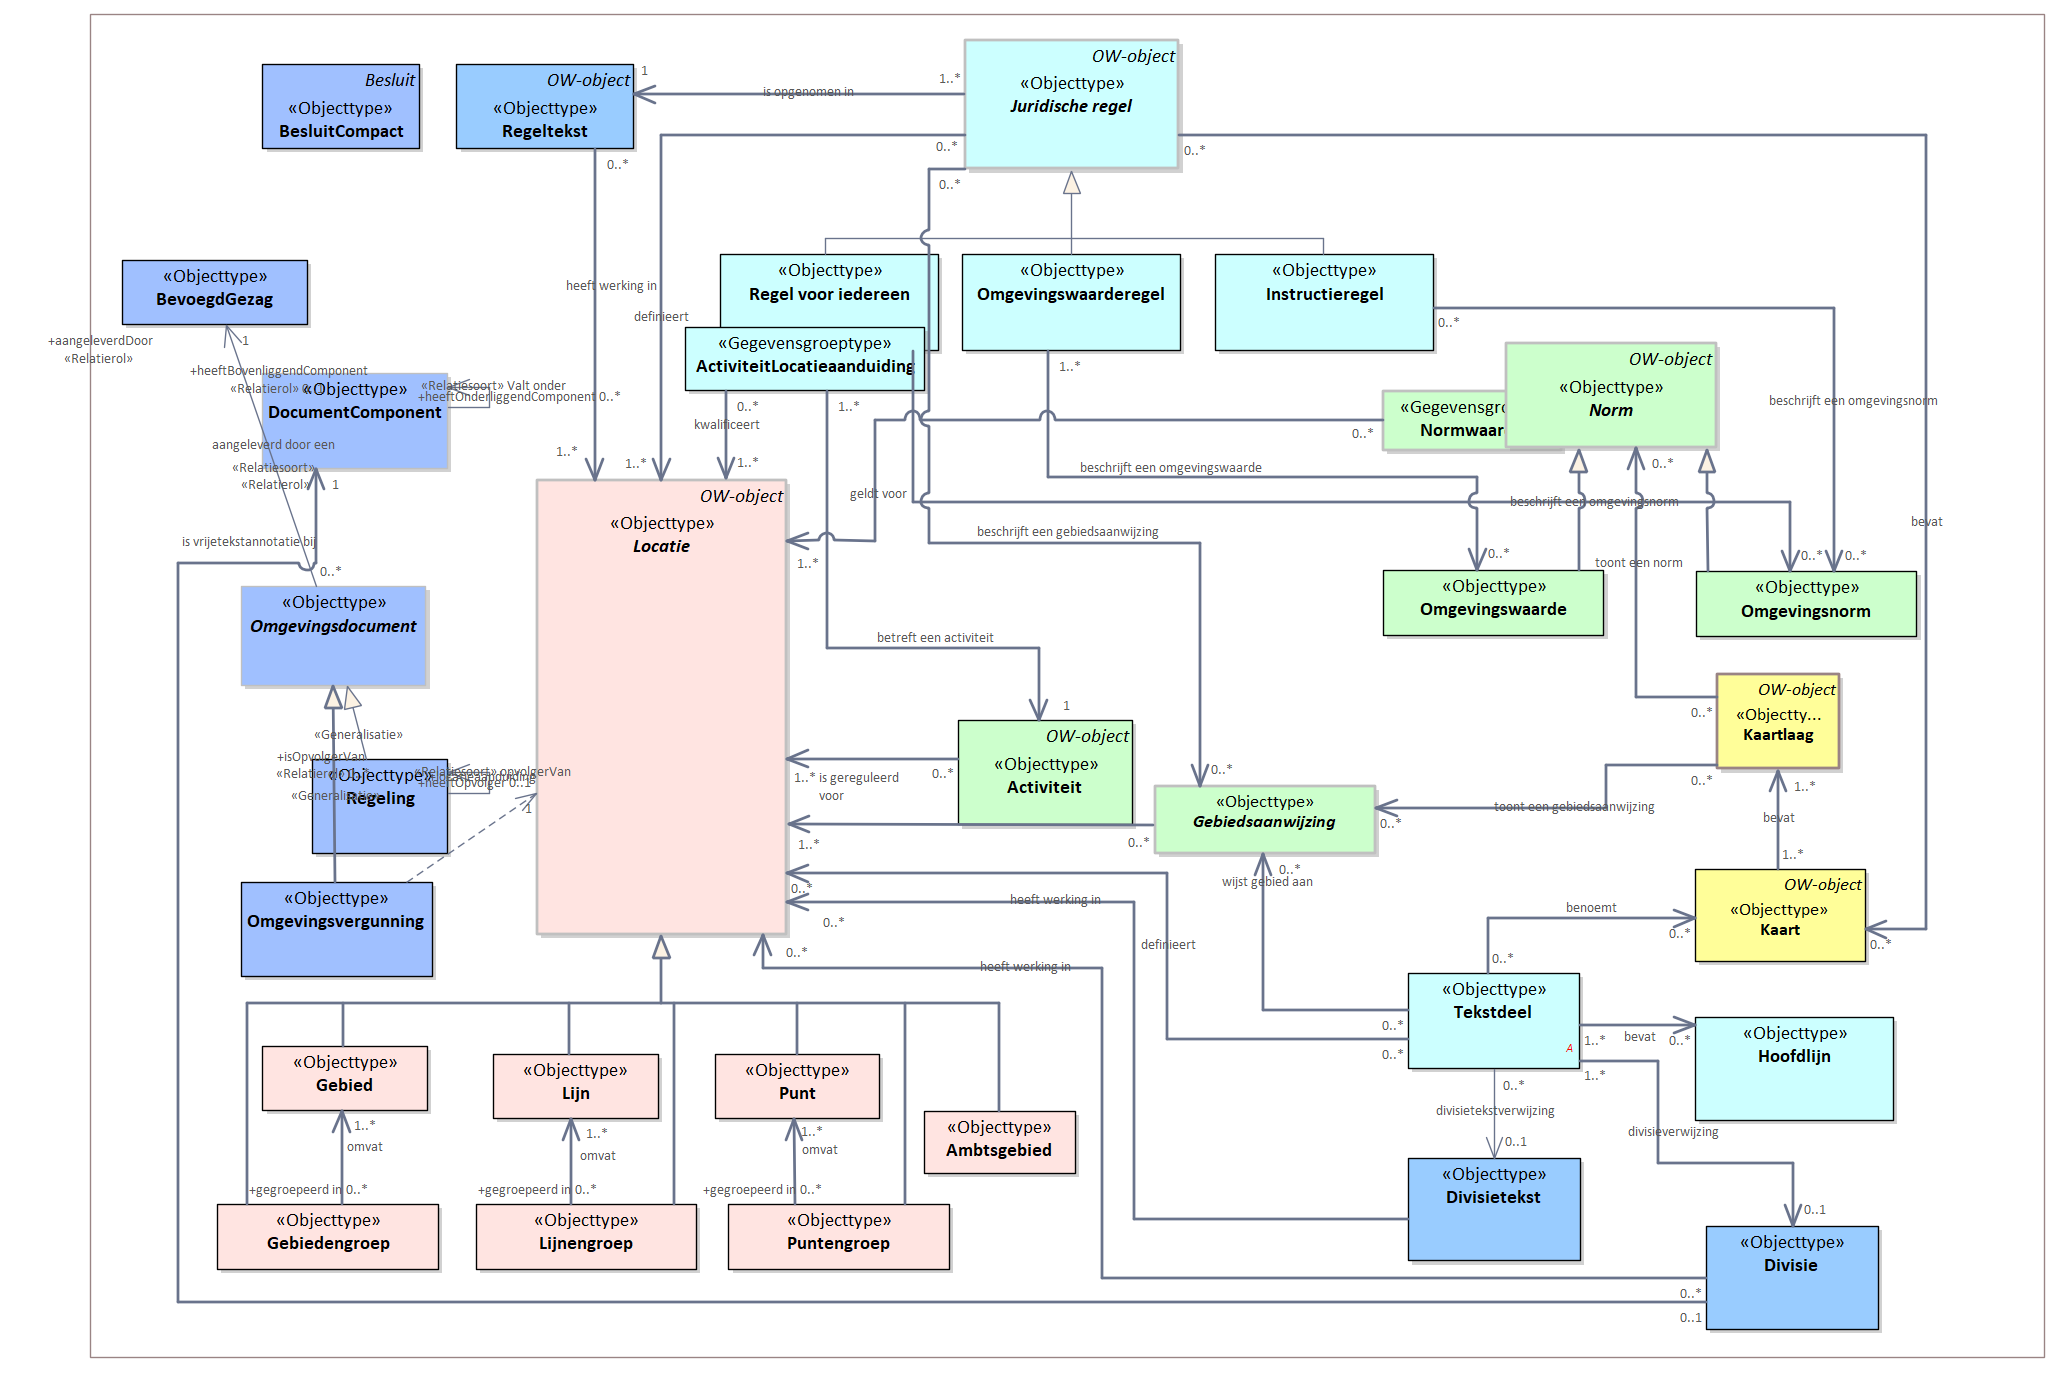 Besluit
«Objecttype»
BesluitCompact
OW-object
«Objecttype»
Regeltekst
1
1..*
is opgenomen in
OW-object
«Objecttype»
Juridische regel
0..*
0..*
0..*
0..*
heeft werking in
definieert
«Objecttype»
Regel voor iedereen
«Objecttype»
Omgevingswaarderegel
«Objecttype»
Instructieregel
0..*
«Gegevensgroeptype»
ActiviteitLocatieaanduiding
0..*
kwalificeert
1..*
1..*
«Objecttype»
BevoegdGezag
+aangeleverdDoor
«Relatierol»
1
+heeftBovenliggendComponent
«Relatierol» 0..1
«Objecttype»
DocumentComponent
«Relatiesoort» Valt onder
+heeftOnderliggendComponent 0..*
aangeleverd door een
«Relatiesoort»
«Relatierol»
1
is vrijetekstannotatie bij
0..*
«Gegevensgro
Normwaar
0..*
OW-object
«Objecttype»
Norm
0..*
beschrijft een omgevingsnorm
bevat
1..*
1..*
1..*
OW-object
«Objecttype»
Locatie
beschrijft een omgevingswaarde
geldt voor
beschrijft een omgevingsnorm
beschrijft een gebiedsaanwijzing
1..*
0..*
toont een norm
0..*
0..*
«Objecttype»
Omgevingswaarde
«Objecttype»
Omgevingsnorm
«Objecttype»
Omgevingsdocument
betreft een activiteit
1
OW-object
«Objecttype»
Activiteit
0..*
1..* is gereguleerd
voor
«Generalisatie»
+isOpvolgerVan
«Relatierol» 0..*
«Generalisatie»
«Objecttype»
Regeling
«Relatiesoort» opvolgerVan
+heeftOpvolger 0..1
1
«Objecttype»
Omgevingsvergunning
0..*
«Objecttype»
Gebiedsaanwijzing
1..*
0..*
0..*
OW-object
«Objectty...
Kaartlaag
0..*
0..*
toont een gebiedsaanwijzing
1..*
bevat
1..*
OW-object
«Objecttype»
Kaart
0..*
0..*
wijst gebied aan
0..*
0..*
heeft werking in
0..*
definieert
0..*
heeft werking in
benoemt
0..*
0..*
«Objecttype»
Tekstdeel
A
0..*
0..*
1..*
bevat
0..*
«Objecttype»
Hoofdlijn
1..*
0..*
divisietekstverwijzing
0..1
divisieverwijzing
0..1
«Objecttype»
Divisietekst
«Objecttype»
Divisie
0..*
0..1
«Objecttype»
Gebied
«Objecttype»
Lijn
«Objecttype»
Punt
«Objecttype»
Ambtsgebied
1..*
omvat
1..*
omvat
1..*
omvat
+gegroepeerd in 0..*
+gegroepeerd in 0..*
+gegroepeerd in 0..*
«Objecttype»
Gebiedengroep
«Objecttype»
Lijnengroep
«Objecttype»
Puntengroep